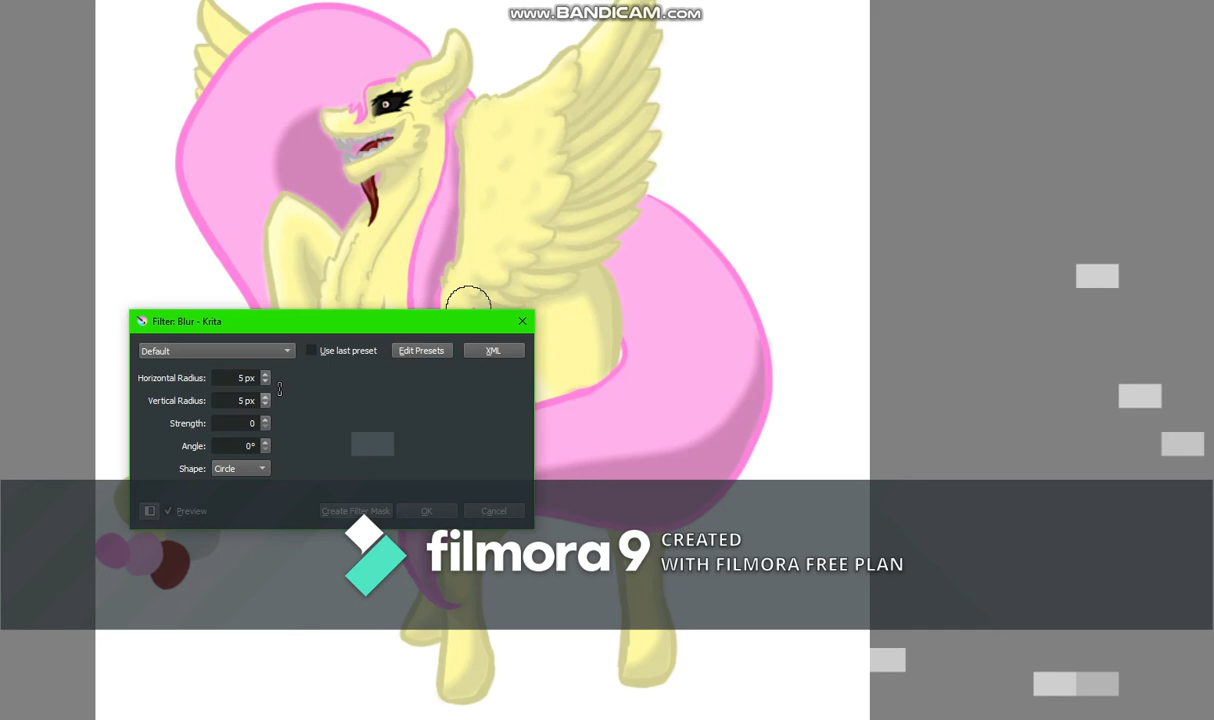 www.BANDICAM.com
Filter: Blur - Krita
Default
Use last preset
Edit Presets
XML
Horizontal Radius: 5 px
Vertical Radius: 5 px
Strength: 0
Angle: 0°
Shape: Circle
Preview
Create Filter Mask
OK
Cancel
filmora 9
CREATED
WITH FILMORA FREE PLAN